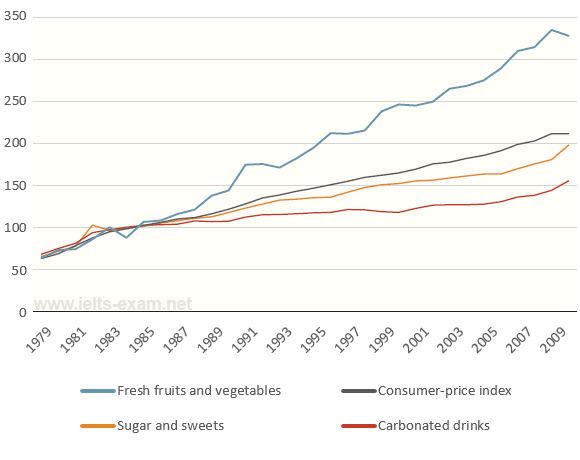 350
300
250
200
150
100
50
0
www.ielts-exam.net
1979 1981 1983 1985 1987 1989 1991 1993 1995 1997 1999 2001 2003 2005 2007 2009
Fresh fruits and vegetables Consumer-price index
Sugar and sweets Carbonated drinks